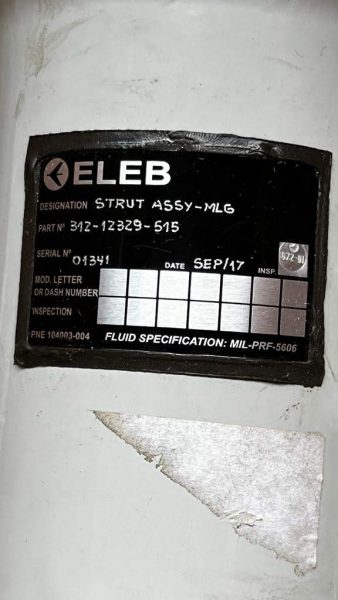 ELEB
DESIGNATION STRUT ASSY-MLG
PART Nº 312-12329-515
SERIAL Nº 01341 DATE SEP/17 INSP.
MOD. LETTER
OR DASH NUMBER
INSPECTION
PNE 104003-004 FLUID SPECIFICATION: MIL-PRF-5606